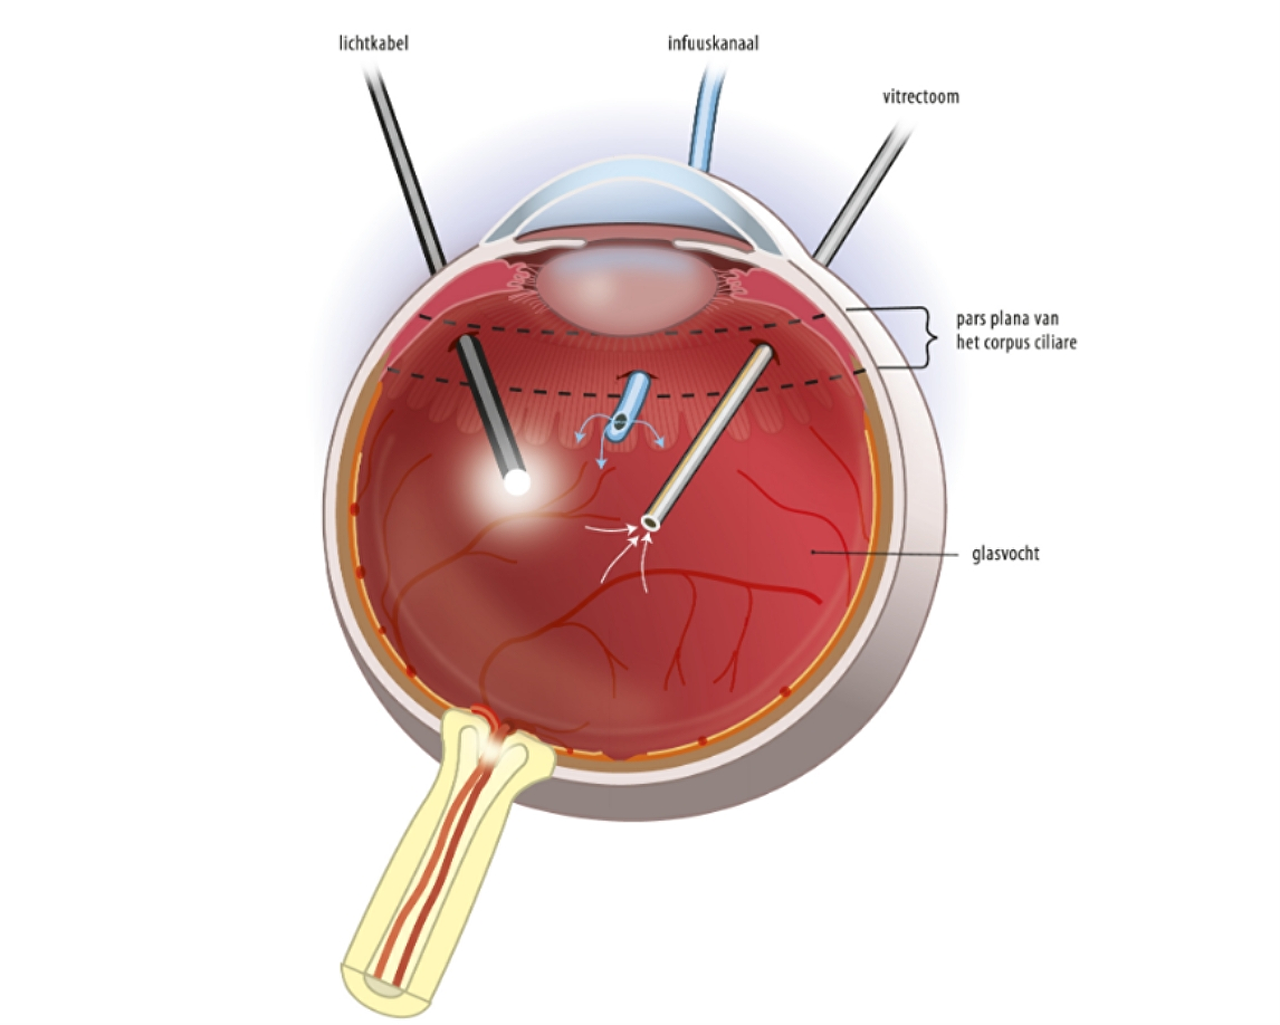 lichtkabel
infuuskanaal
vitrectoom
pars plana van
het corpus ciliare
glasvocht